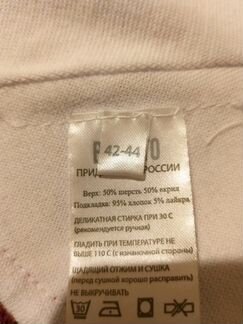 42-44
РОССИИ
Верх: 50% шерсть 50% акрил
Подкладка: 95% хлопок 5% лайкра
ДЕЛИКАТНАЯ СТИРКА ПРИ 30 С
(рекомендуется ручная)
ГЛАДИТЬ ПРИ ТЕМПЕРАТУРЕ НЕ
ВЫШЕ 110 С (с изнаночной стороны)
ЩАДЯЩИЙ ОТЖИМ И СУШКА
(перед сушкой хорошо расправить)
НЕ ВЫКРУЧИВАТЬ
30